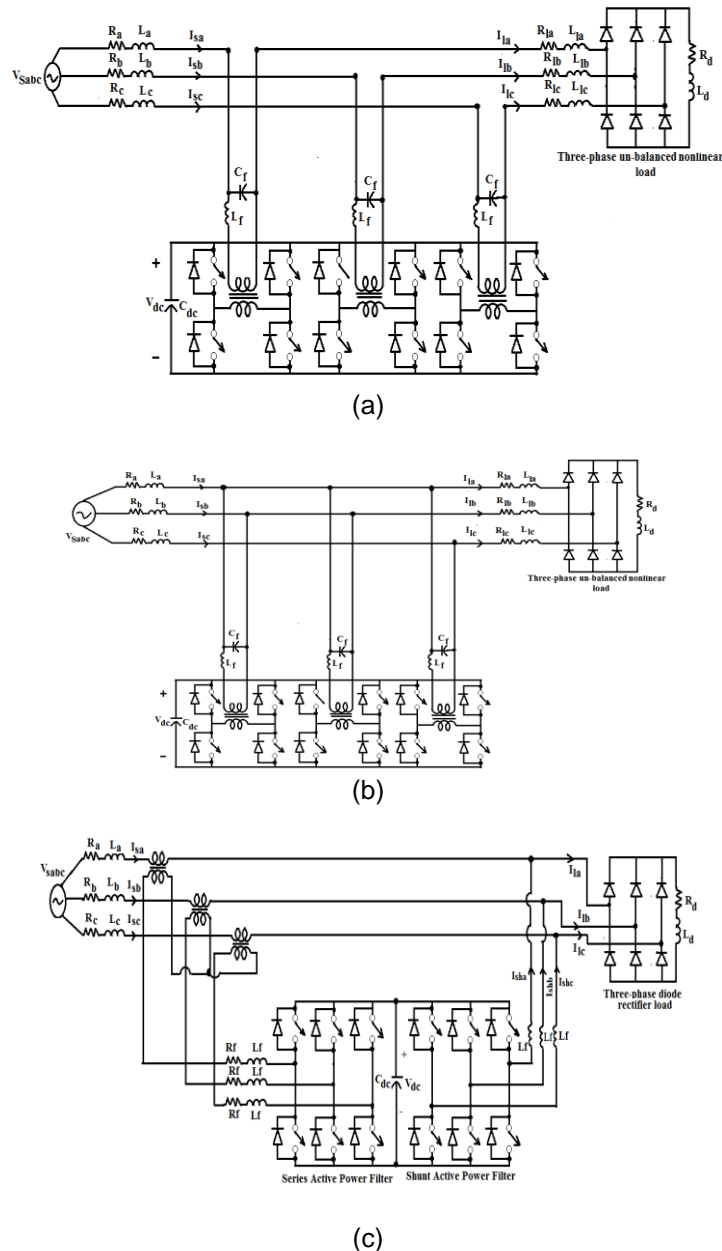 Ra La Isa
Rb Lb Isb
Rc Lc Isc
VSabc
Ila Rla Lla
Ilb Rlb Llb
Ilc Rlc Llc
Rd
Ld
Three-phase un-balanced nonlinear
load
Cf Cf Cf
Lf Lf Lf
+
Vdc Cdc
−
(a)
Ra La Isa
Rb Lb Isb
Rc Lc Isc
VSabc
Ila Rla Lla
Ilb Rlb Llb
Ilc Rlc Llc
Rd
Ld
Three-phase un-balanced nonlinear
load
Cf Cf Cf
Lf Lf Lf
+
Vdc Cdc
−
(b)
Ra La Isa
Vsabc
Rb Lb Isb
Rc Lc Isc
Ila
Ilb
Ilc
Rd
Ld
Three-phase diode
rectifier load
Isha Ishb Ishc
Lf Lf Lf
Rf Lf
Rf Lf
Rf Lf
+
Cdc Vdc
-
Series Active Power Filter Shunt Active Power Filter
(c)